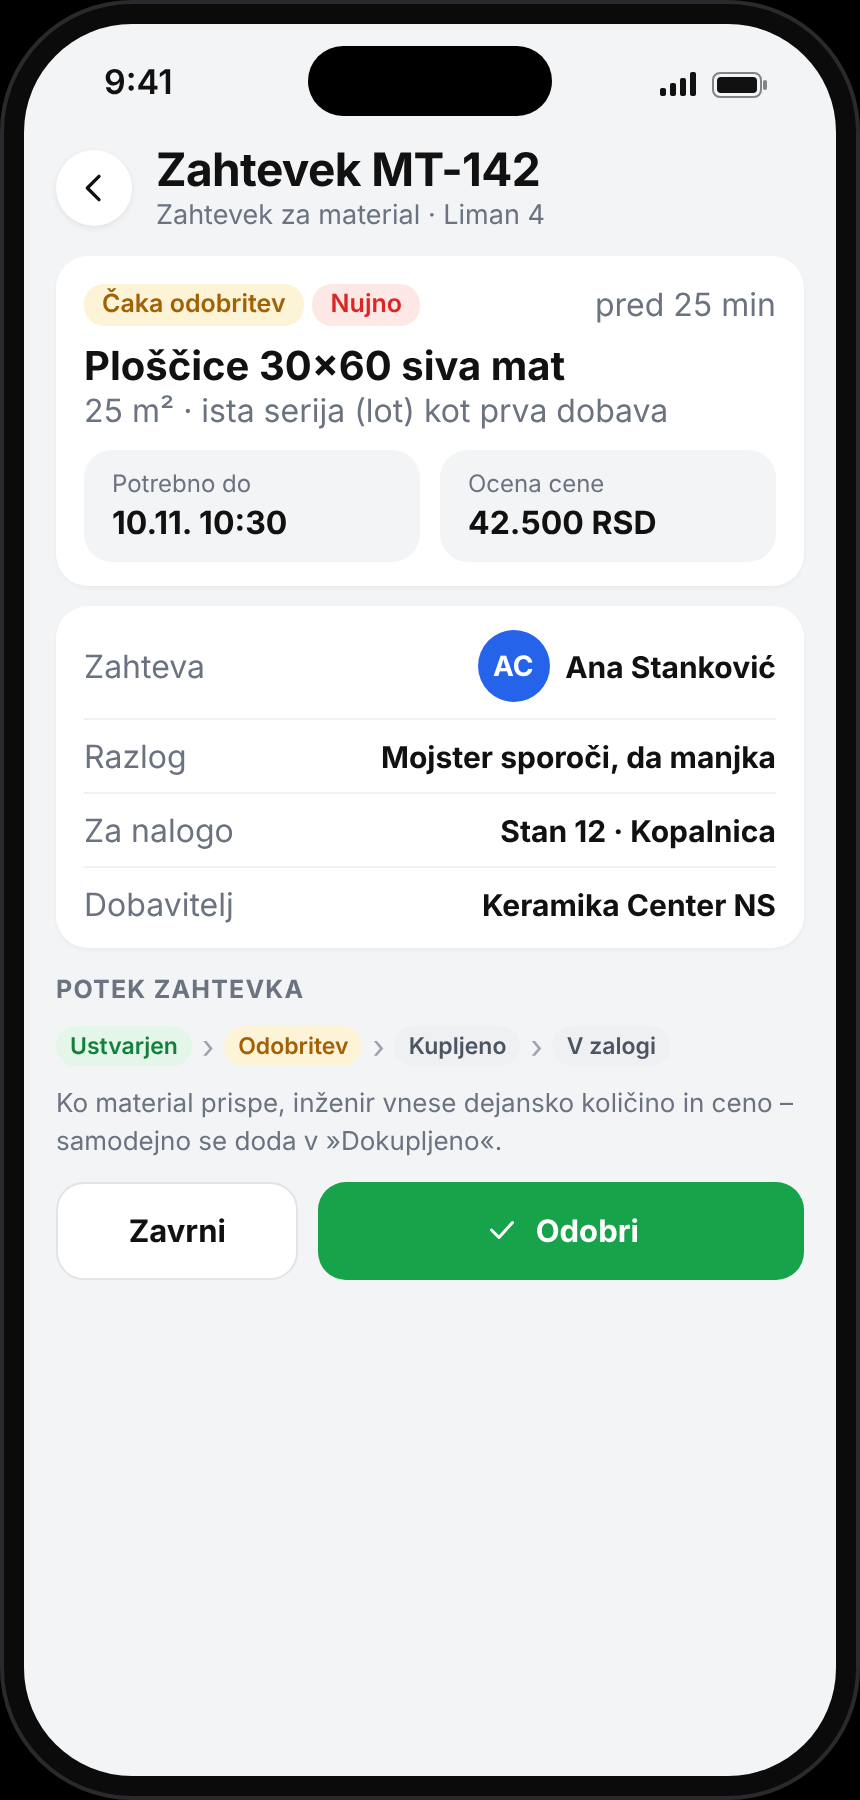 9:41
Zahtevek MT-142
Zahtevek za material · Liman 4
Čaka odobritev
Nujno
pred 25 min
Ploščice 30×60 siva mat
25 m² · ista serija (lot) kot prva dobava
Potrebno do
10.11. 10:30
Ocena cene
42.500 RSD
Zahteva
AC
Ana Stanković
Razlog
Mojster sporoči, da manjka
Za nalogo
Stan 12 · Kopalnica
Dobavitelj
Keramika Center NS
POTEK ZAHTEVKA
Ustvarjen › Odobritev › Kupljeno › V zalogi
Ko material prispe, inženir vnese dejansko količino in ceno –
samodejno se doda v »Dokupljeno«.
Zavrni
Odobri